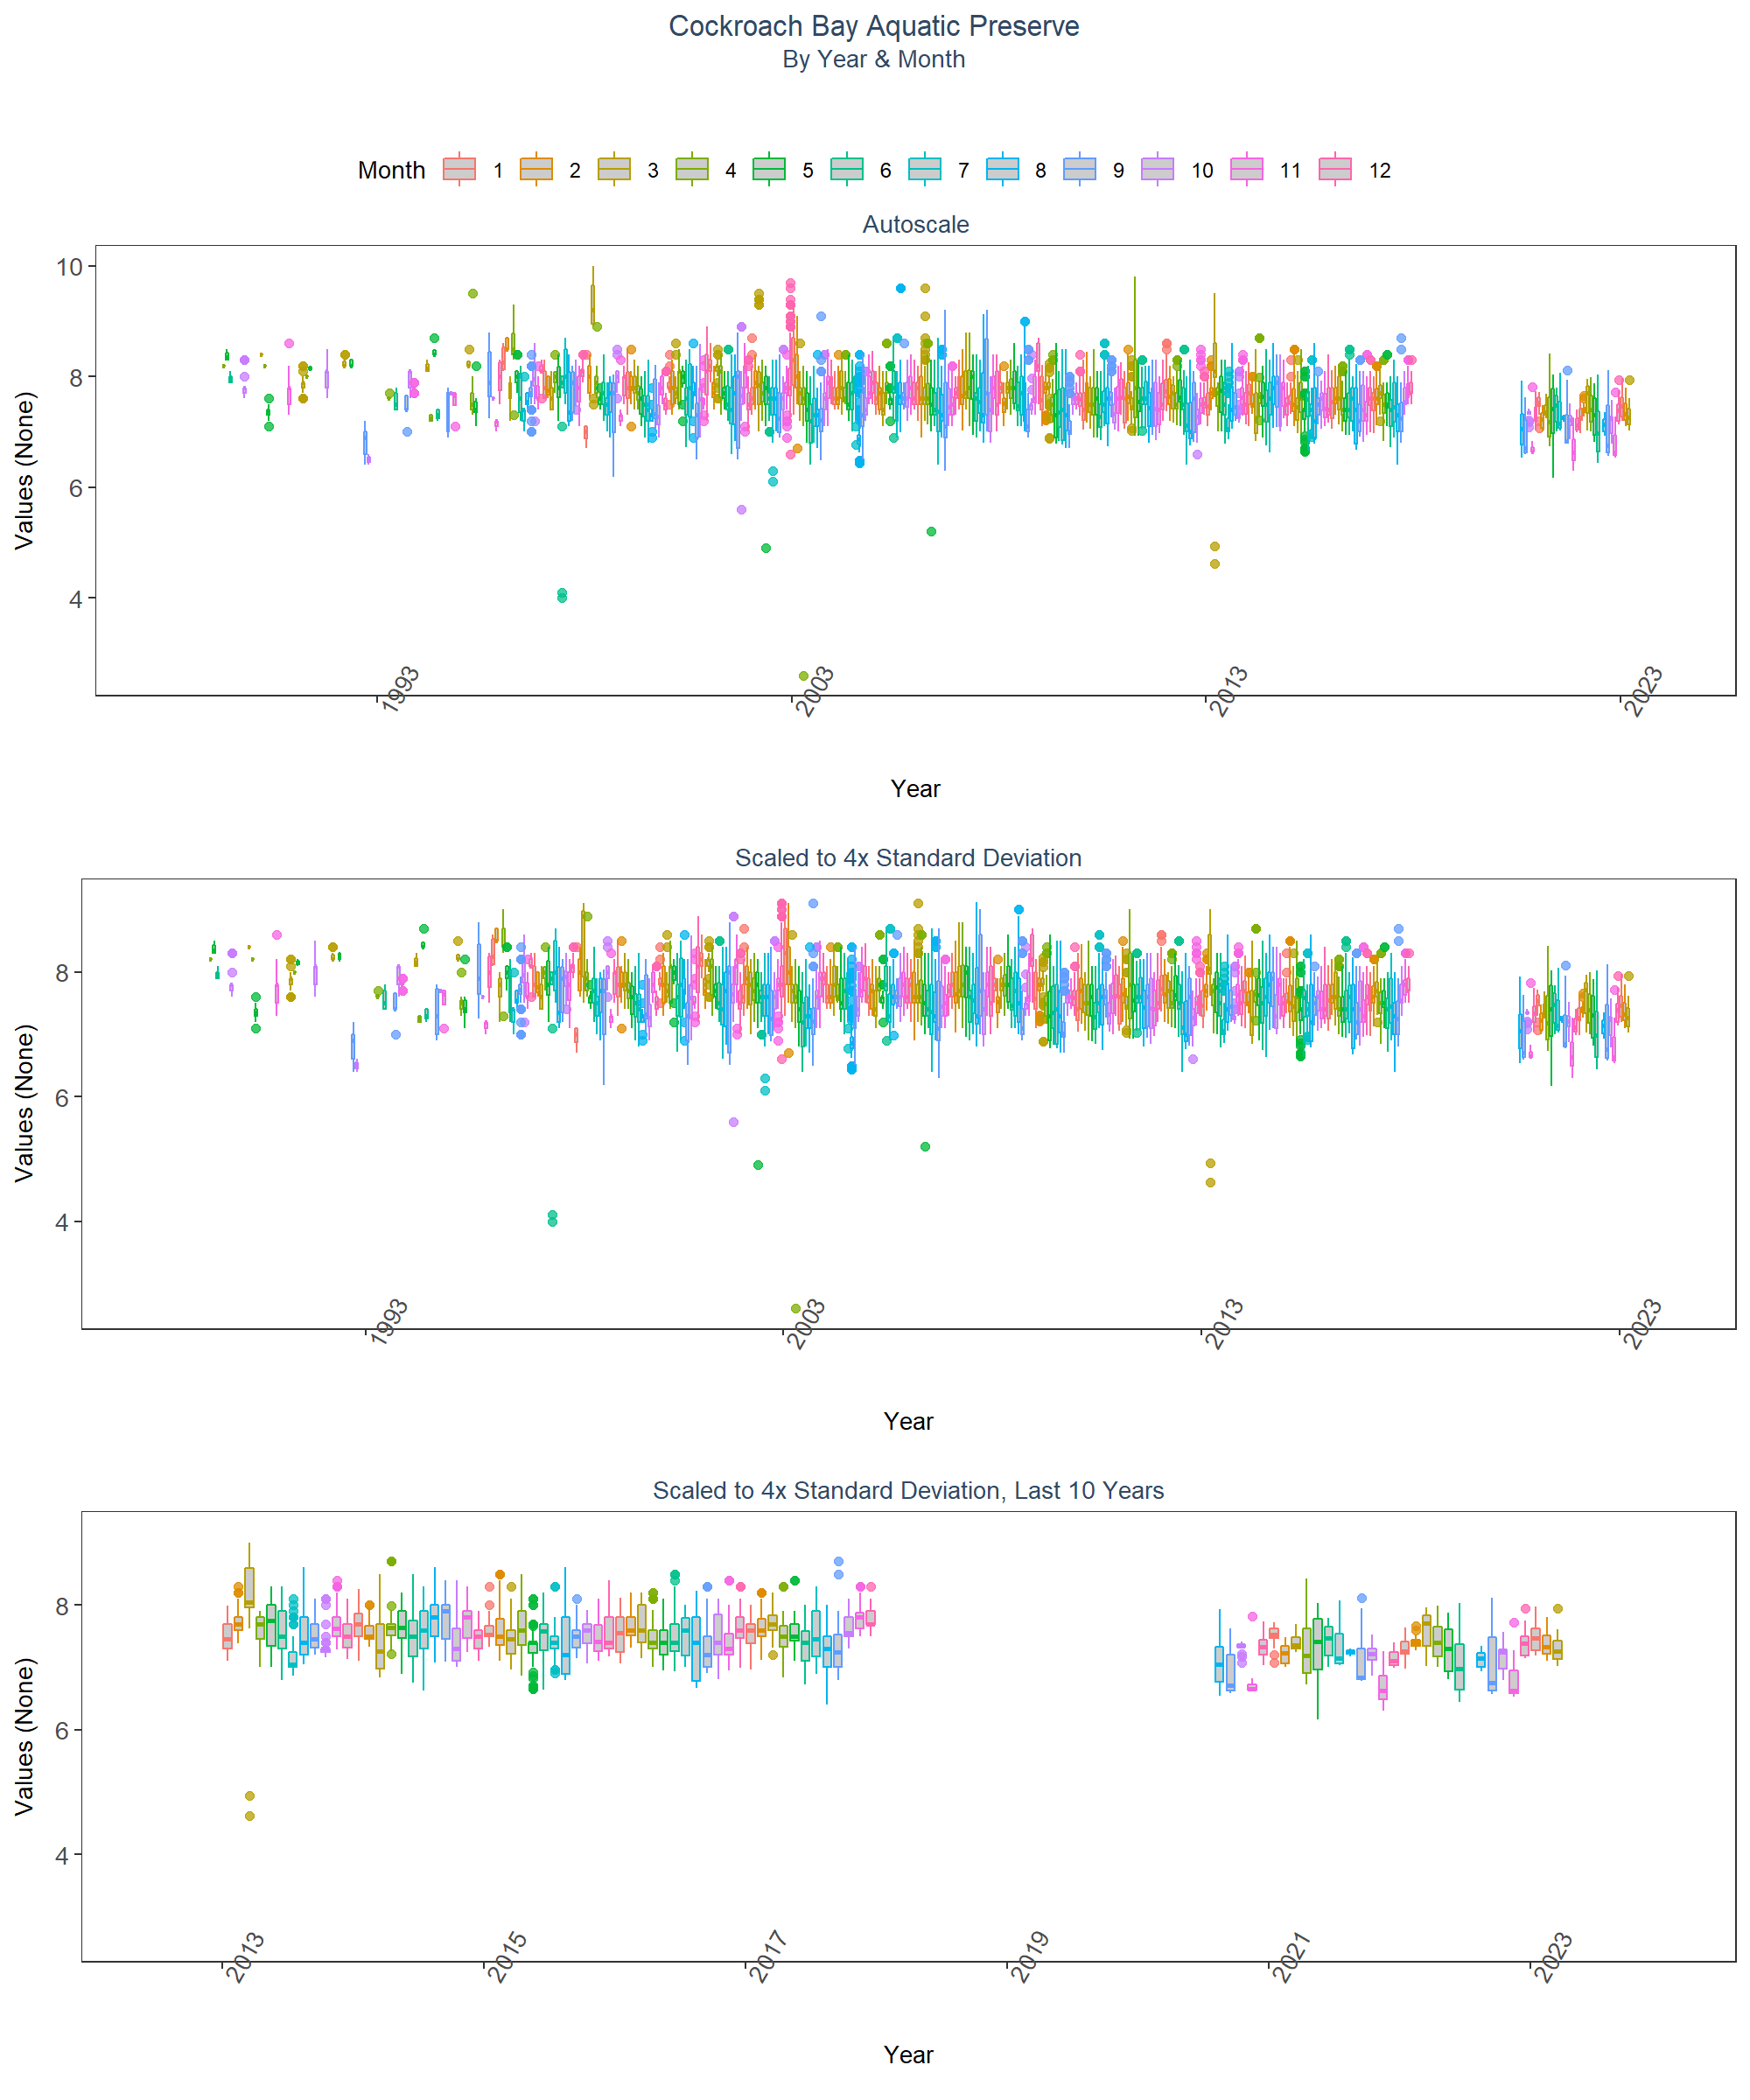 Cockroach Bay Aquatic Preserve
By Year & Month
Month 1 2 3 4 5 6 7 8 9 10 11 12
Autoscale
Values (None)
10
8
6
4
1993 2003 2013 2023
Year
Scaled to 4x Standard Deviation
Values (None)
8
6
4
1993 2003 2013 2023
Year
Scaled to 4x Standard Deviation, Last 10 Years
Values (None)
8
6
4
2013 2015 2017 2019 2021 2023
Year